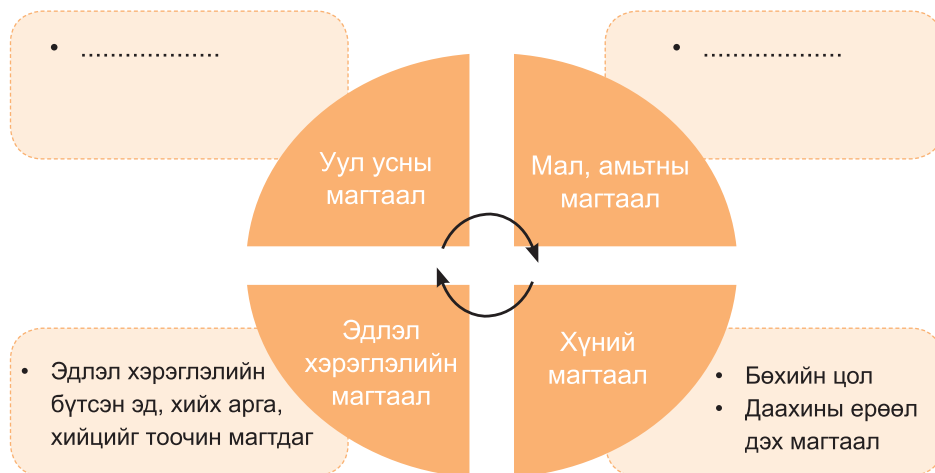 • ..................
• ..................
Уул усны
магтаал
Мал, амьтны
магтаал
Эдлэл
хэрэглэлийн
магтаал
Хүний
магтаал
• Эдлэл хэрэглэлийн
бүтсэн эд, хийх арга,
хийцийг тоочин магтдаг
• Бөхийн цол
• Даахины ерөөл
дэх магтаал